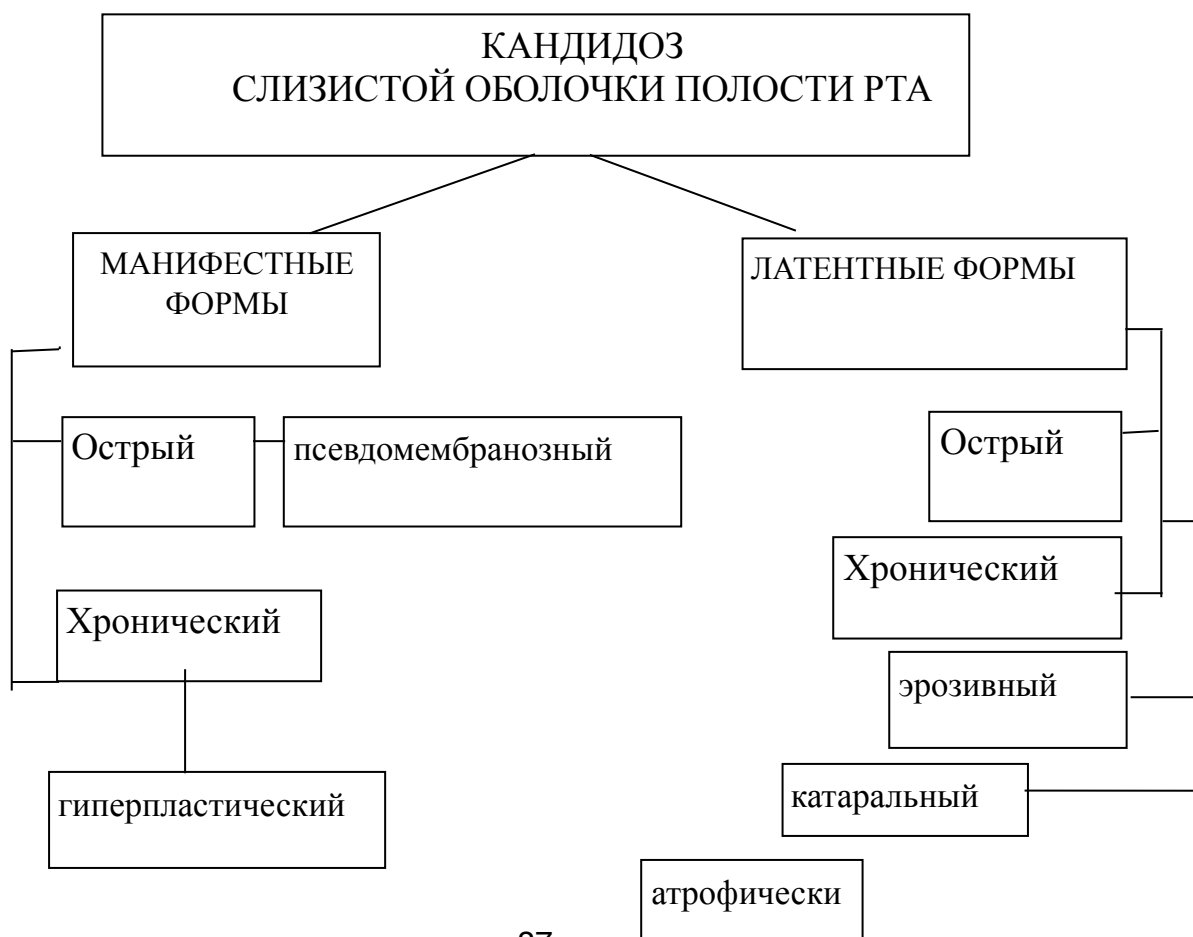 КАНДИДОЗ
СЛИЗИСТОЙ ОБОЛОЧКИ ПОЛОСТИ РТА
МАНИФЕСТНЫЕ
ФОРМЫ
ЛАТЕНТНЫЕ ФОРМЫ
Острый
псевдомембранозный
Острый
Хронический
Хронический
эрозивный
гиперпластический
катаральный
атрофически